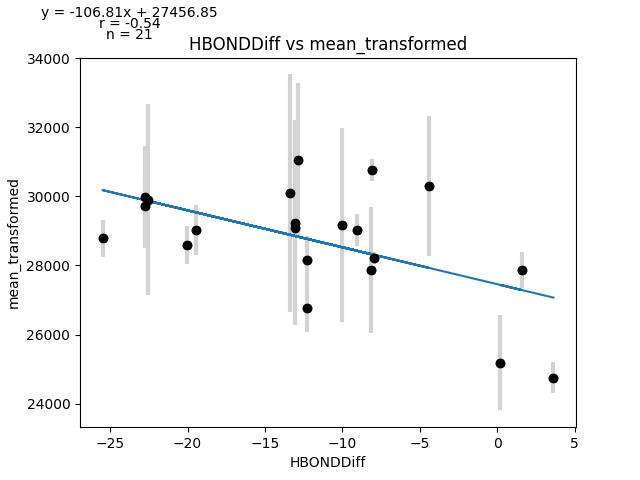 y = -106.81x + 27456.85
r = -0.54
n = 21
HBONDDiff vs mean_transformed
34000
32000
30000
28000
26000
24000
mean_transformed
−25
−20
−15
−10
−5
0
5
HBONDDiff